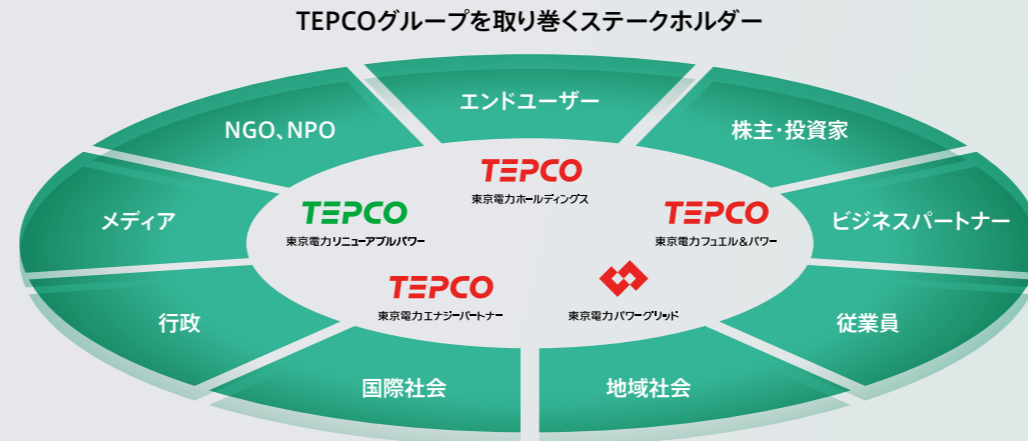 TEPCOグループを取り巻くステークホルダー
エンドユーザー
株主・投資家
ビジネスパートナー
従業員
地域社会
国際社会
行政
メディア
NGO、NPO
TEPCO
東京電力ホールディングス
TEPCO
東京電力フュエル&パワー
東京電力パワーグリッド
TEPCO
東京電力エナジーパートナー
TEPCO
東京電力リニューアブルパワー